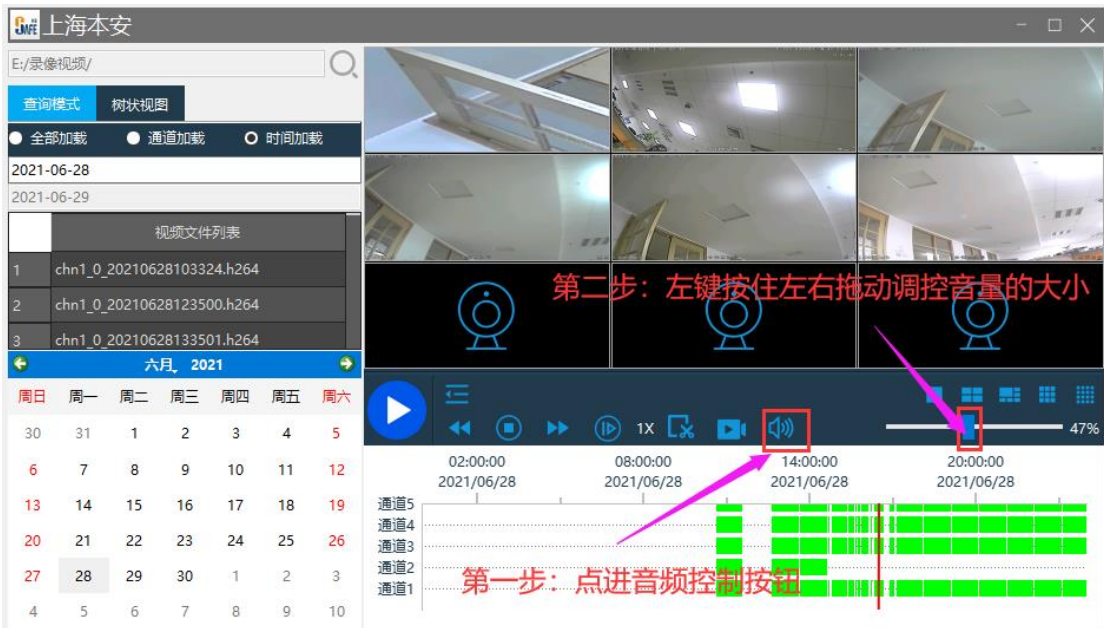 SAFE 上海本安
E:/录像视频/
查询模式 树状视图
全部加载 通道加载 时间加载
2021-06-28
2021-06-29
视频文件列表
1 chn1_0_20210628103324.h264
2 chn1_0_20210628123500.h264
3 chn1_0_20210628133501.h264
六月, 2021
周日 周一 周二 周三 周四 周五 周六
30 31 1 2 3 4 5
6 7 8 9 10 11 12
13 14 15 16 17 18 19
20 21 22 23 24 25 26
27 28 29 30 1 2 3
4 5 6 7 8 9 10
第二步：左键按住左右拖动调控音量的大小
1X
47%
02:00:00 08:00:00 14:00:00 20:00:00
2021/06/28 2021/06/28 2021/06/28 2021/06/28
通道5
通道4
通道3
通道2
通道1
第一步：点进音频控制按钮